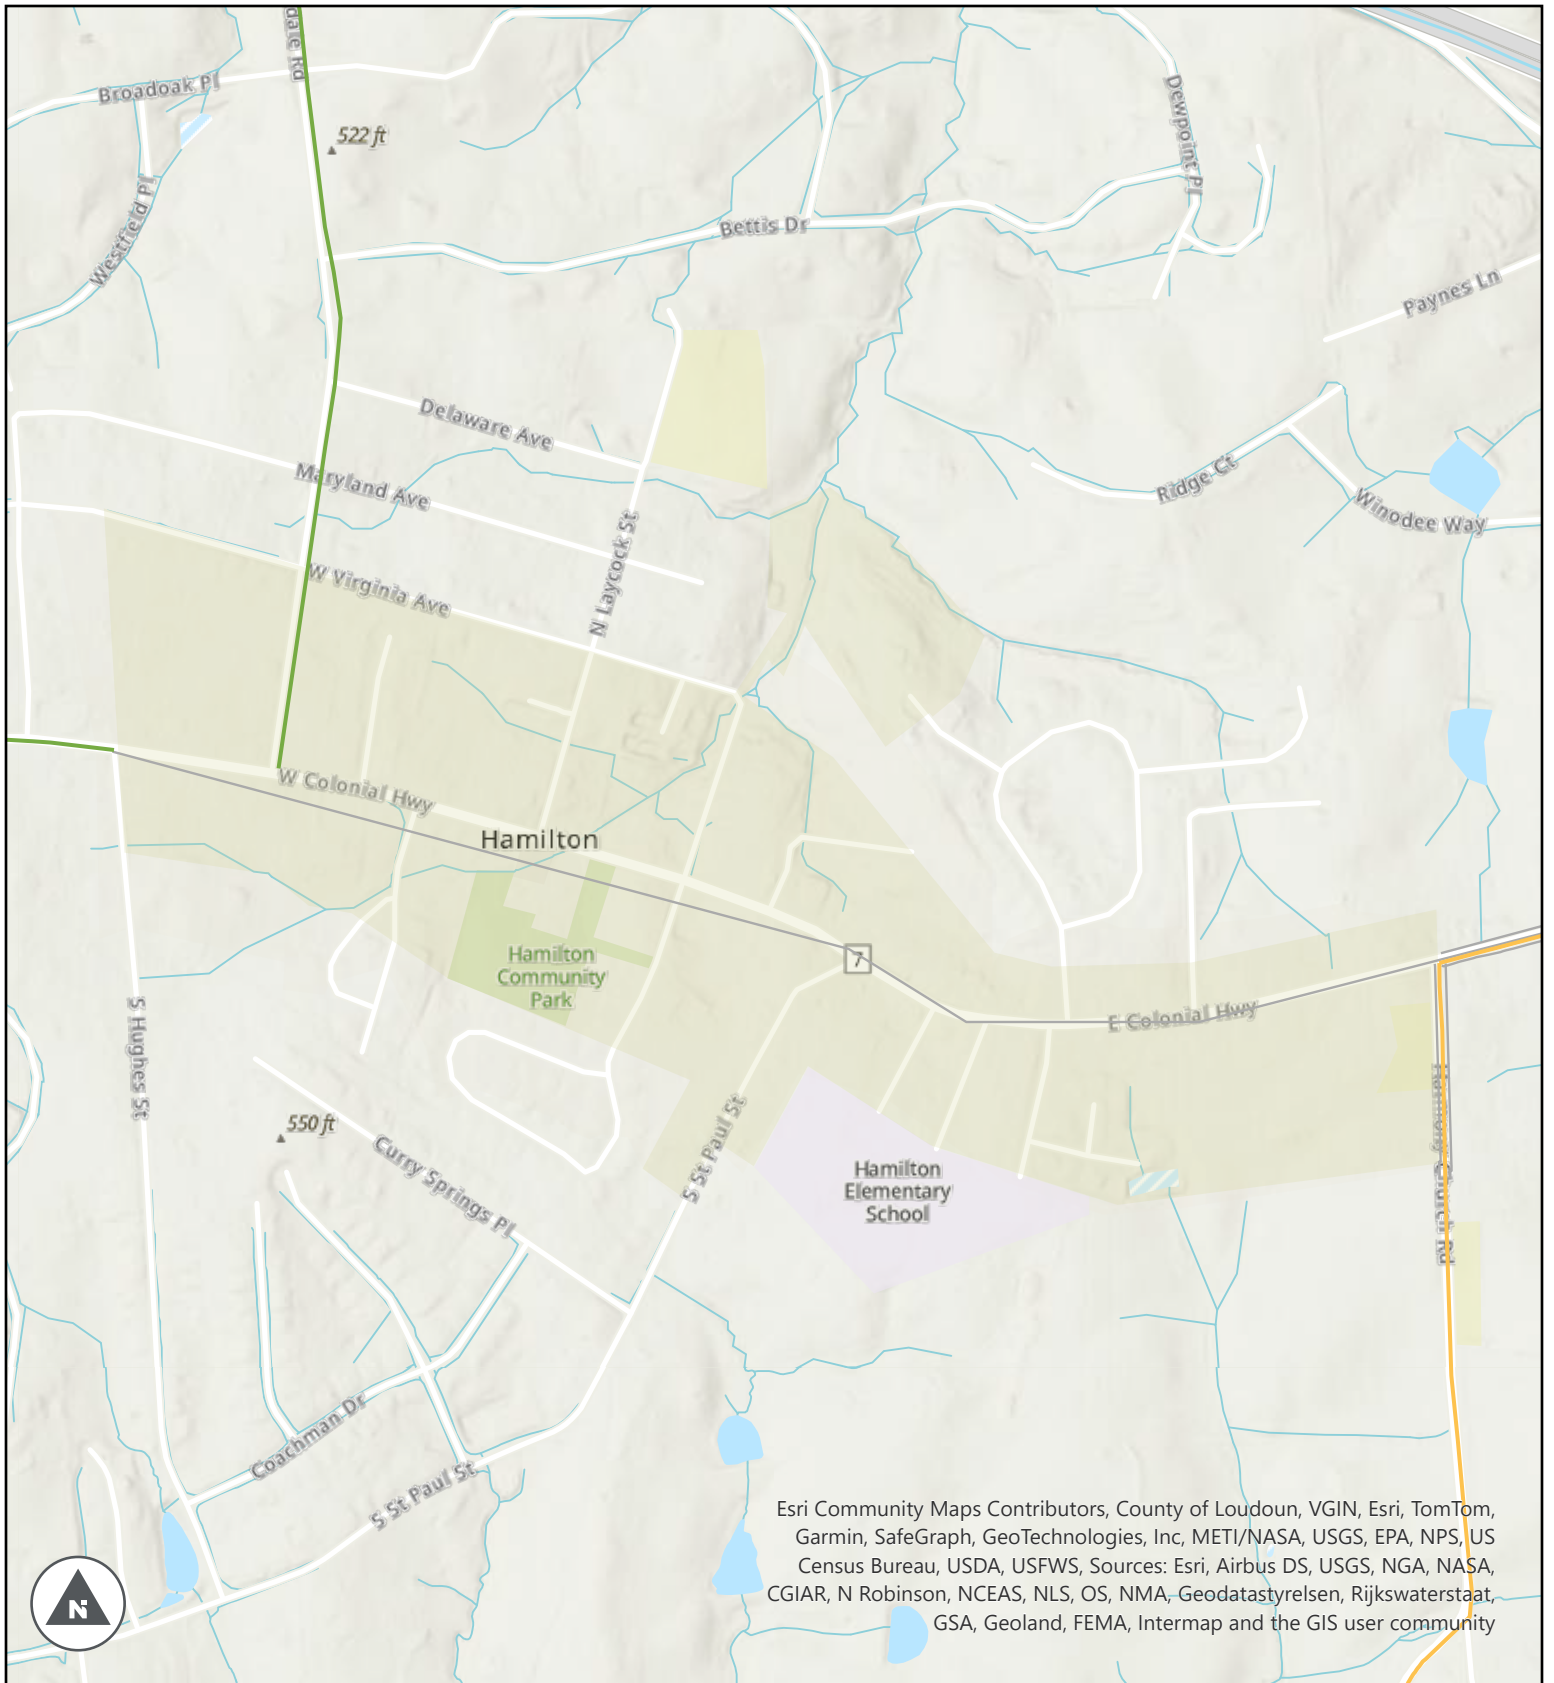 dale Rd
Broadoak Pl
522 ft
Dewpoint Pl
Westfield Pl
Bettis Dr
Paynes Ln
Delaware Ave
Maryland Ave
Ridge Ct
Winodee Way
N Laycock St
W Virginia Ave
W Colonial Hwy
Hamilton
7
Hamilton
Community
Park
E Colonial Hwy
S Hughes St
550 ft
Curry Springs Pl
S St Paul St
Hamilton
Elementary
School
Harmony Church Rd
Coachman Dr
S St Paul St
Esri Community Maps Contributors, County of Loudoun, VGIN, Esri, TomTom,
Garmin, SafeGraph, GeoTechnologies, Inc, METI/NASA, USGS, EPA, NPS, US
Census Bureau, USDA, USFWS, Sources: Esri, Airbus DS, USGS, NGA, NASA,
CGIAR, N Robinson, NCEAS, NLS, OS, NMA, Geodatastyrelsen, Rijkswaterstaat,
GSA, Geoland, FEMA, Intermap and the GIS user community
N